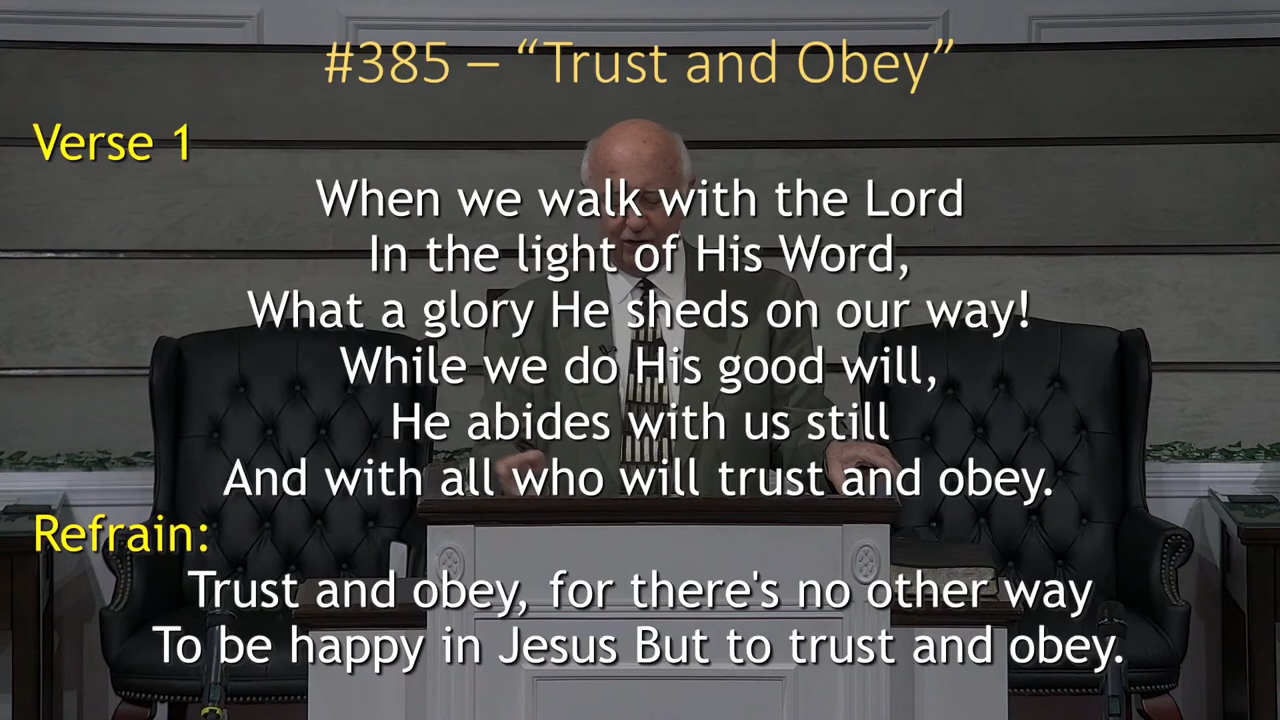 #385 – “Trust and Obey”
Verse 1
When we walk with the Lord
In the light of His Word,
What a glory He sheds on our way!
While we do His good will,
He abides with us still
And with all who will trust and obey.
Refrain:
Trust and obey, for there's no other way
To be happy in Jesus But to trust and obey.